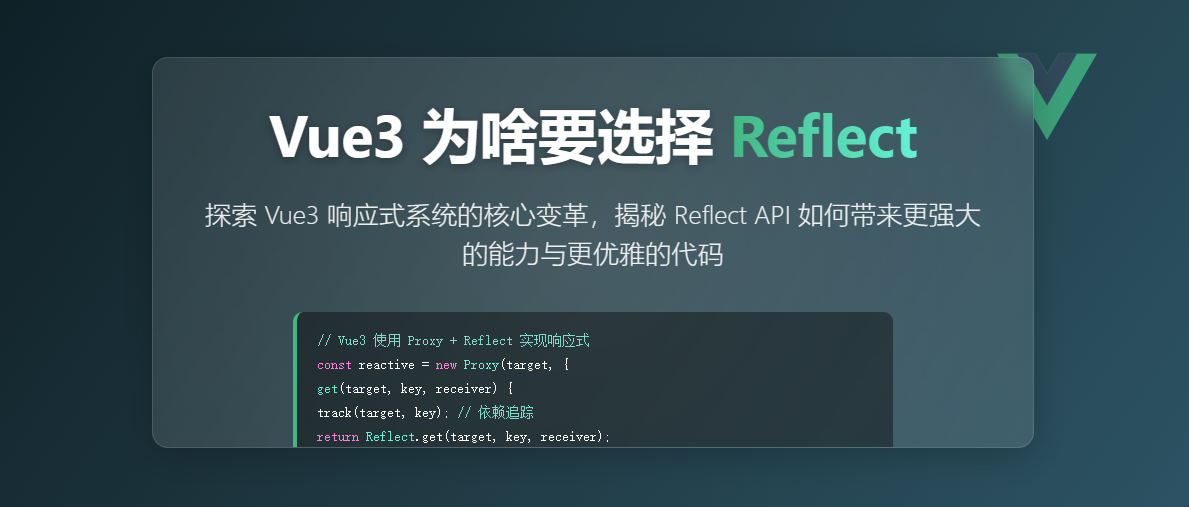 Vue3 为啥要选择 Reflect
探索 Vue3 响应式系统的核心变革，揭秘 Reflect API 如何带来更强大
的能力与更优雅的代码
// Vue3 使用 Proxy + Reflect 实现响应式
const reactive = new Proxy(target, {
get(target, key, receiver) {
track(target, key); // 依赖追踪
return Reflect.get(target, key, receiver);